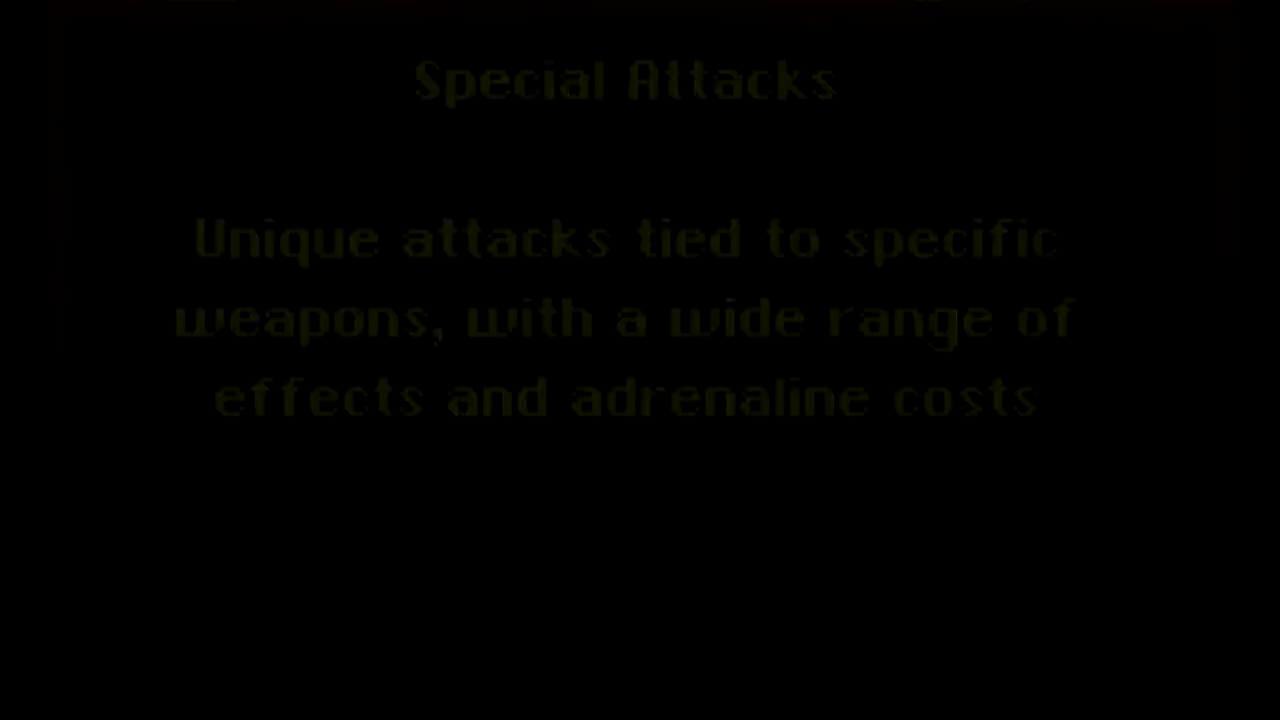 Special Attacks
Unique attacks tied to specific
weapons, with a wide range of
effects and adrenaline costs